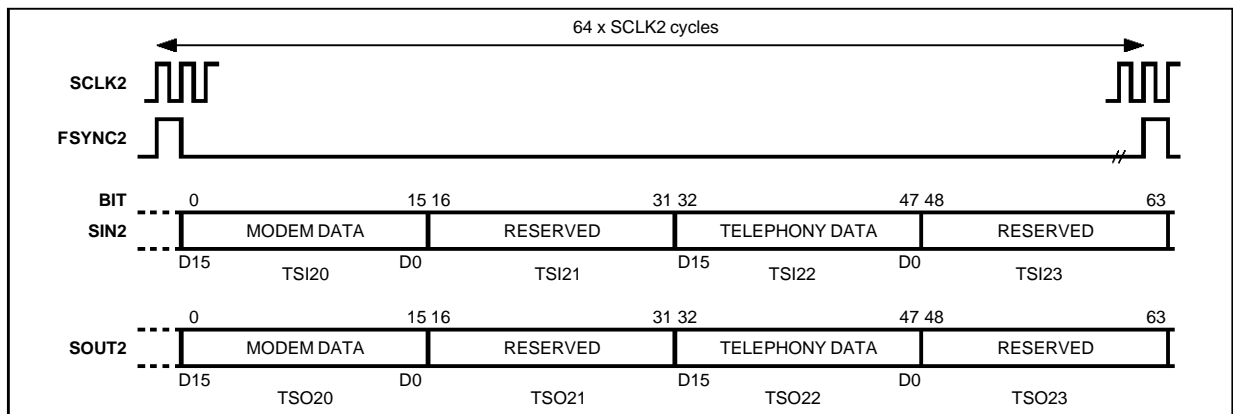 64 x SCLK2 cycles
SCLK2
FSYNC2
BIT 0 15 16 31 32 47 48 63
SIN2 MODEM DATA RESERVED TELEPHONY DATA RESERVED
D15 TSI20 D0 TSI21 D15 TSI22 D0 TSI23
0 15 16 31 32 47 48 63
SOUT2 MODEM DATA RESERVED TELEPHONY DATA RESERVED
D15 TSO20 D0 TSO21 D15 TSO22 D0 TSO23